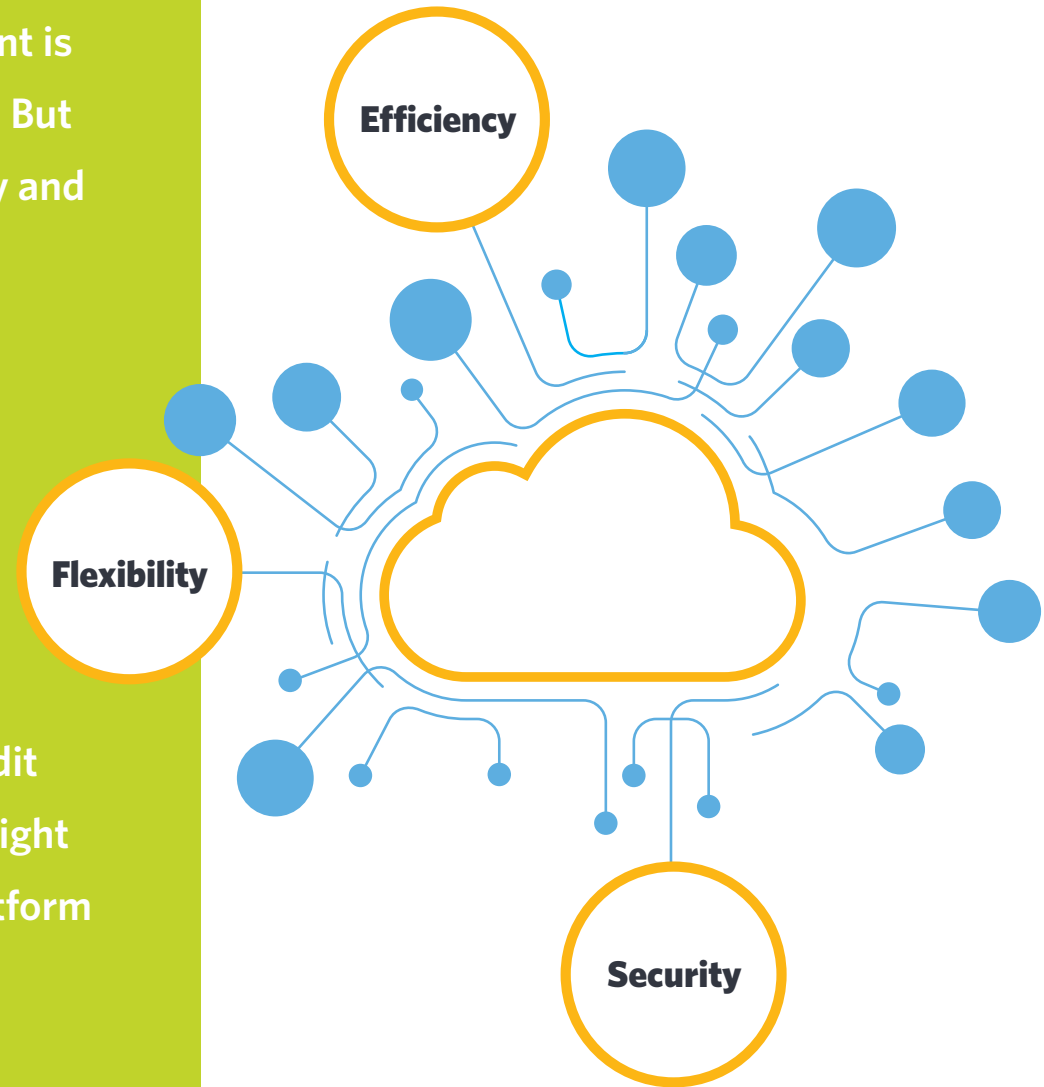 nt is
But
y and
Efficiency
Flexibility
dit
ight
tform
Security